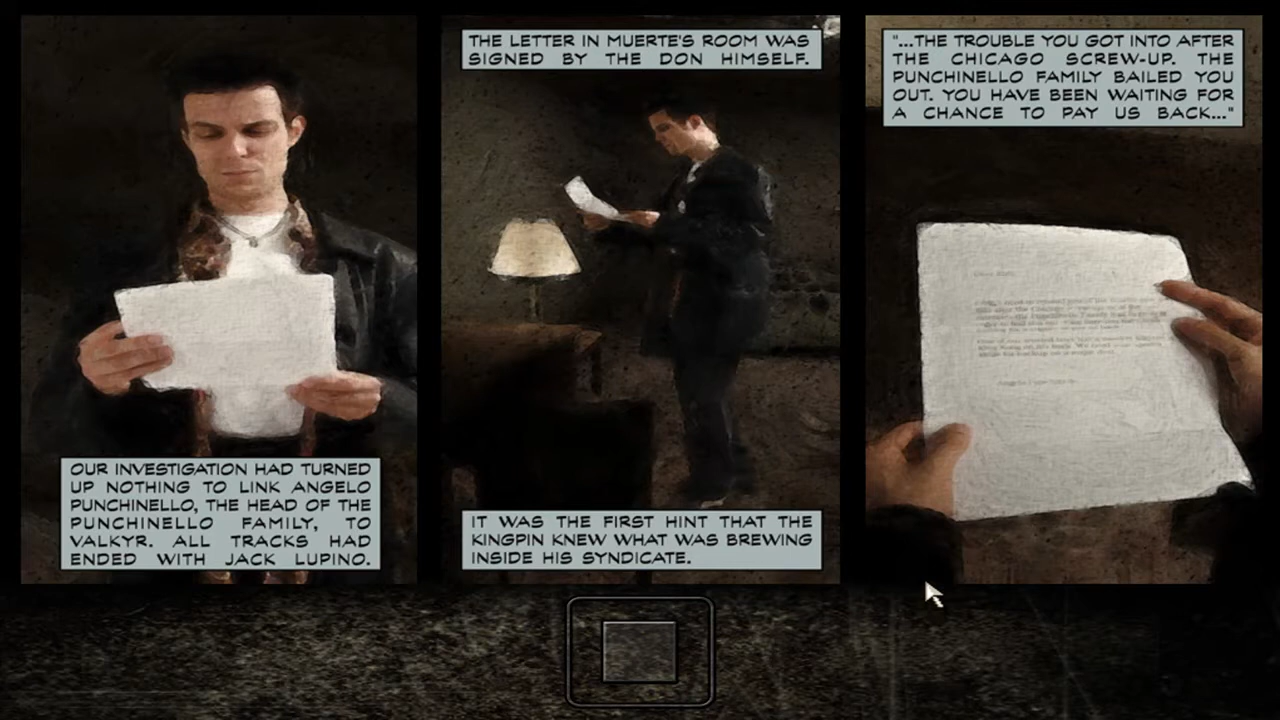 OUR INVESTIGATION HAD TURNED
UP NOTHING TO LINK ANGELO
PUNCHINELLO, THE HEAD OF THE
PUNCHINELLO FAMILY, TO
VALKYR. ALL TRACKS HAD
ENDED WITH JACK LUPINO.
THE LETTER IN MUERTE'S ROOM WAS
SIGNED BY THE DON HIMSELF.
IT WAS THE FIRST HINT THAT THE
KINGPIN KNEW WHAT WAS BREWING
INSIDE HIS SYNDICATE.
"...THE TROUBLE YOU GOT INTO AFTER
THE CHICAGO SCREW-UP. THE
PUNCHINELLO FAMILY BAILED YOU
OUT. YOU HAVE BEEN WAITING FOR
A CHANCE TO PAY US BACK..."